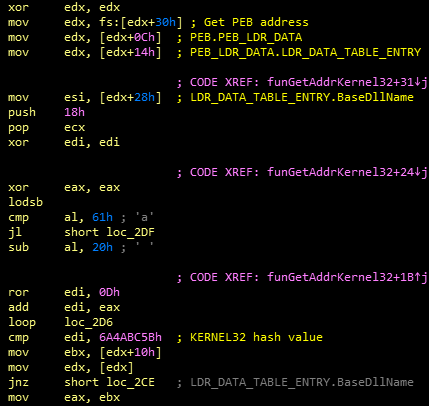 xor edx, edx
mov edx, fs:[edx+30h] ; Get PEB address
mov edx, [edx+0Ch] ; PEB.PEB_LDR_DATA
mov edx, [edx+14h] ; PEB_LDR_DATA.LDR_DATA_TABLE_ENTRY
; CODE XREF: funGetAddrKernel32+31↓j
mov esi, [edx+28h] ; LDR_DATA_TABLE_ENTRY.BaseDllName
push 18h
pop ecx
xor edi, edi
; CODE XREF: funGetAddrKernel32+24↓j
xor eax, eax
lodsb
cmp al, 61h ; 'a'
jl short loc_2DF
sub al, 20h ; ' '
; CODE XREF: funGetAddrKernel32+1B↑j
ror edi, 0Dh
add edi, eax
loop loc_2D6
cmp edi, 6A4ABC5Bh ; KERNEL32 hash value
mov ebx, [edx+10h]
mov edx, [edx]
jnz short loc_2CE ; LDR_DATA_TABLE_ENTRY.BaseDllName
mov eax, ebx